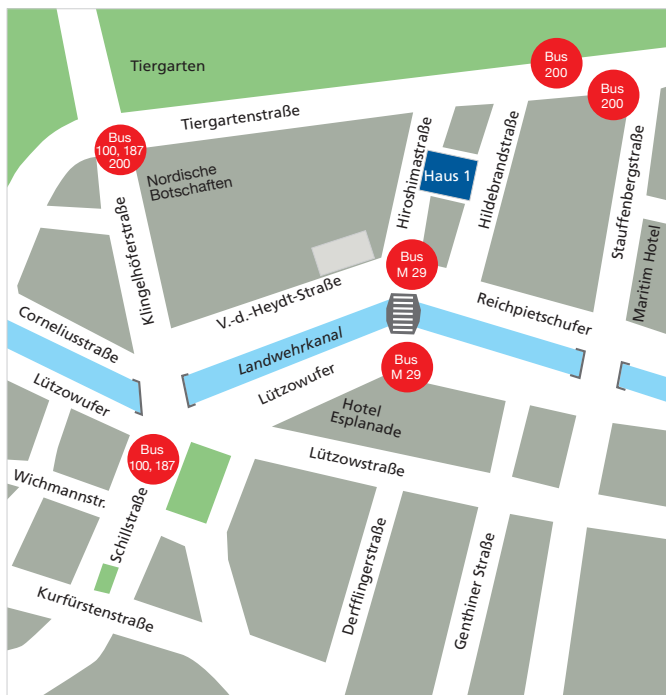 Tiergarten
Bus
200
Bus
200
Tiergartenstraße
Bus
100, 187
200
Nordische
Botschaften
Hiroshimastraße
Haus 1
Hildebrandstraße
Stauffenbergstraße
Maritim Hotel
Klingelhöferstraße
Bus
M 29
V.-d.-Heydt-Straße
Reichpietschufer
Corneliusstraße
Landwehrkanal
Lützowufer
Lützowufer
Bus
M 29
Hotel
Esplanade
Bus
100, 187
Lützowstraße
Wichmannstr.
Schillstraße
Derfflingerstraße
Genthiner Straße
Kurfürstenstraße